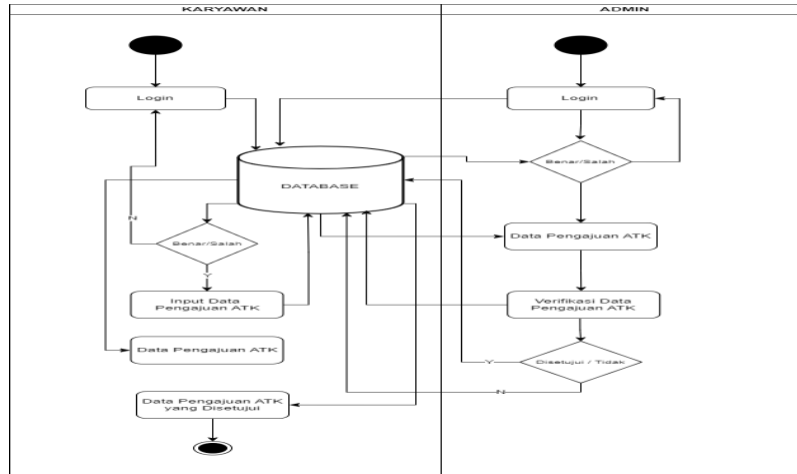 KARYAWAN
ADMIN
Login
Login
Benar/Salah
DATABASE
N
Benar/Salah
Data Pengajuan ATK
Y
Input Data
Pengajuan ATK
Verifikasi Data
Pengajuan ATK
Data Pengajuan ATK
Y
Disetujui / Tidak
N
Data Pengajuan ATK
yang Disetujui